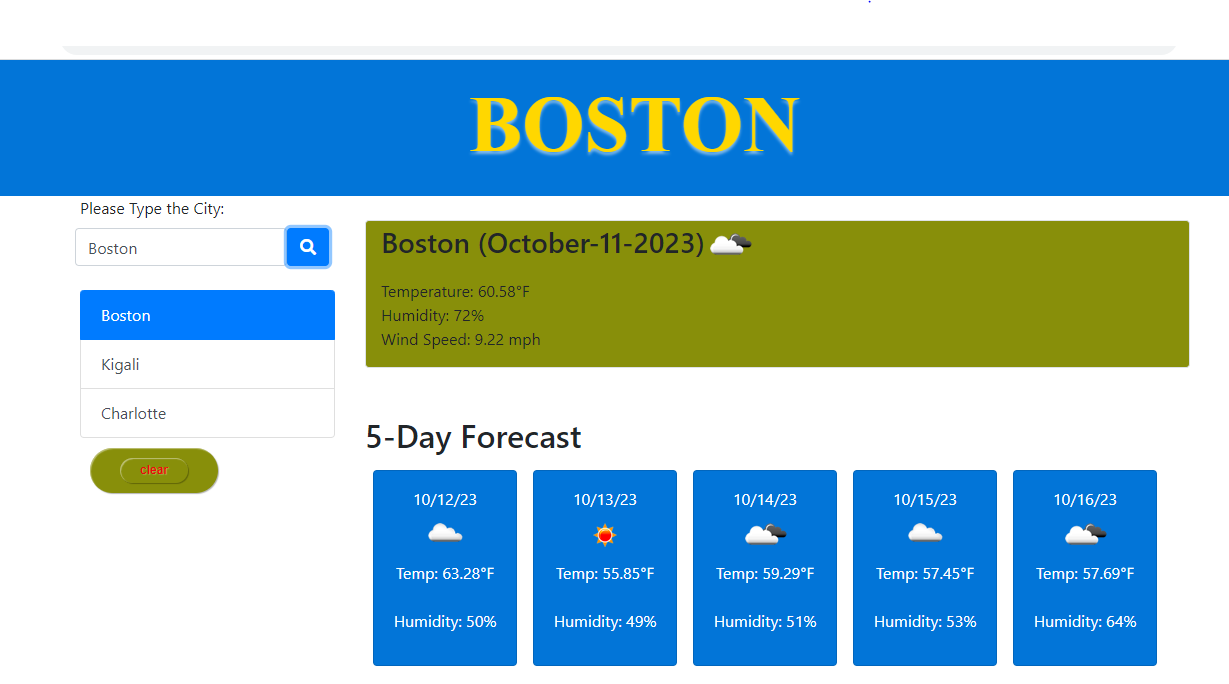 BOSTON
Please Type the City:
Boston
Boston
Kigali
Charlotte
clear
Boston (October-11-2023)
Temperature: 60.58°F
Humidity: 72%
Wind Speed: 9.22 mph
5-Day Forecast
10/12/23
Temp: 63.28°F
Humidity: 50%
10/13/23
Temp: 55.85°F
Humidity: 49%
10/14/23
Temp: 59.29°F
Humidity: 51%
10/15/23
Temp: 57.45°F
Humidity: 53%
10/16/23
Temp: 57.69°F
Humidity: 64%